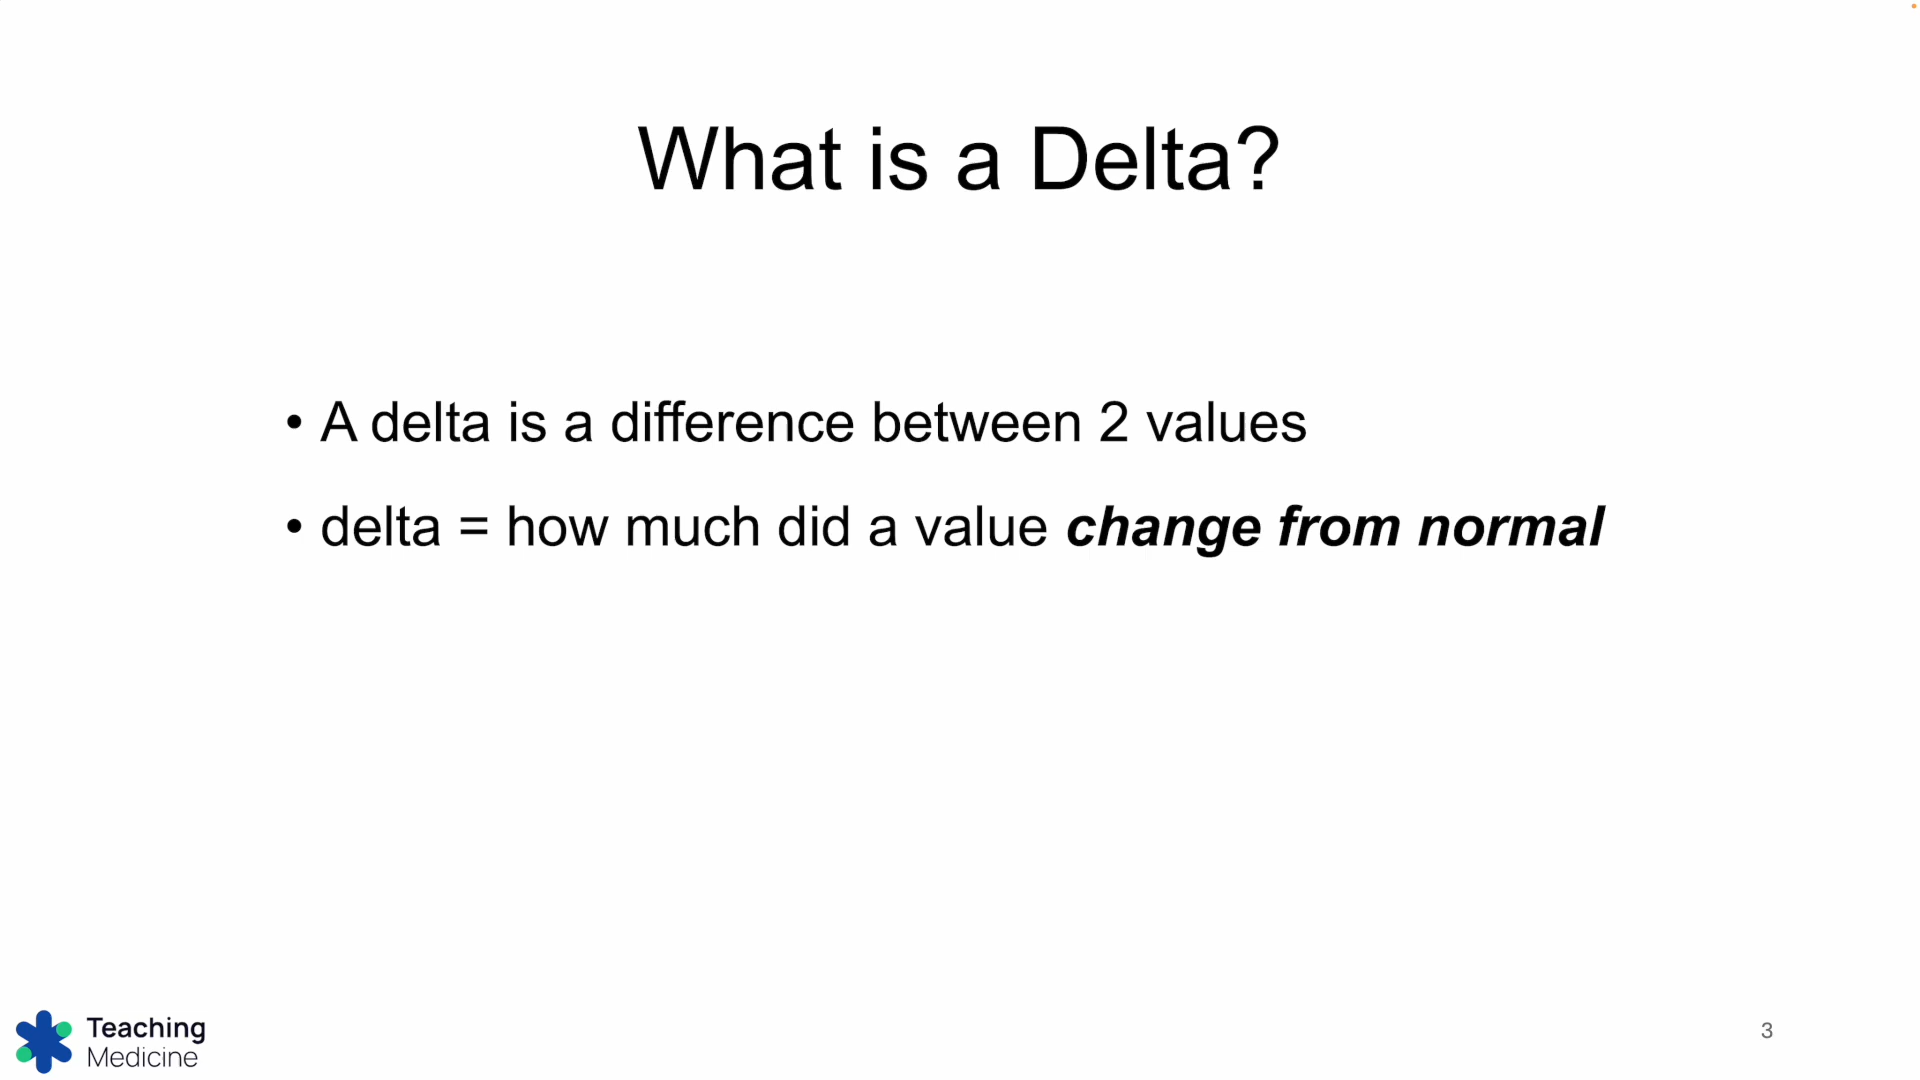 What is a Delta?
• A delta is a difference between 2 values
• delta = how much did a value change from normal
Teaching
Medicine
3